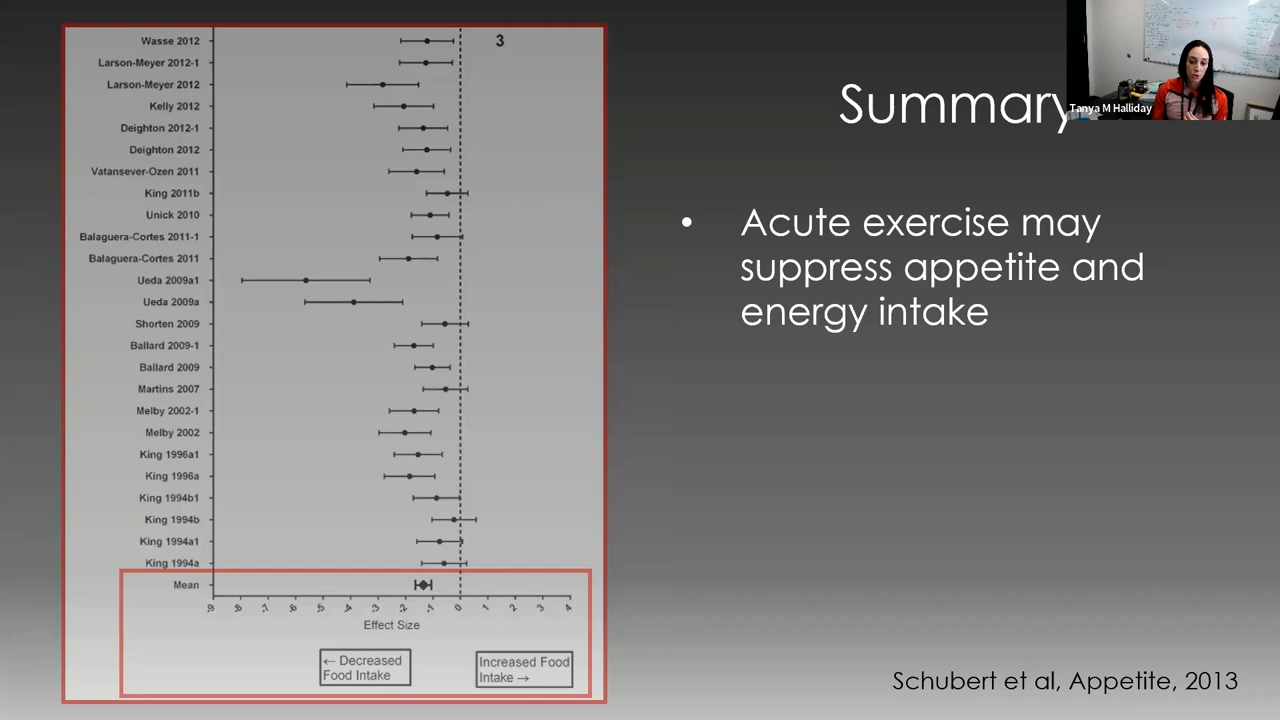 Wasse 2012
3
Larson-Meyer 2012-1
Larson-Meyer 2012
Kelly 2012
Deighton 2012-1
Deighton 2012
Vatansever-Ozen 2011
King 2011b
Unick 2010
Balaguera-Cortes 2011-1
Balaguera-Cortes 2011
Ueda 2009a1
Ueda 2009a
Shorten 2009
Ballard 2009-1
Ballard 2009
Martins 2007
Melby 2002-1
Melby 2002
King 1996a1
King 1996a
King 1994b1
King 1994b
King 1994a1
King 1994a
Mean
-9 -8 -7 -6 -5 -4 -3 -2 -1 0 1 2 3 4
Effect Size
← Decreased
Food Intake
Increased Food
Intake →
Summary
Tanya M Halliday
• Acute exercise may
suppress appetite and
energy intake
Schubert et al, Appetite, 2013